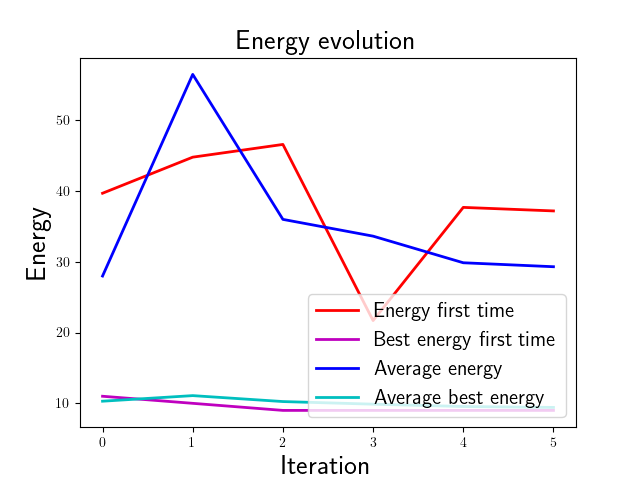 Energy evolution
Energy
50
40
30
20
10
Energy first time
Best energy first time
Average energy
Average best energy
0 1 2 3 4 5
Iteration